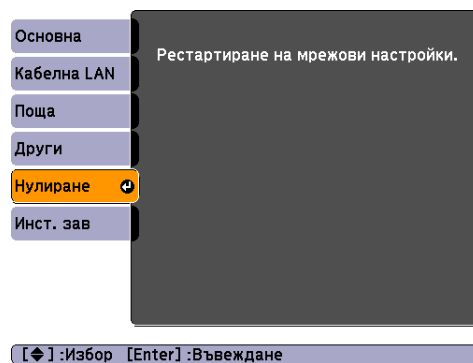 Основна
Кабелна LAN
Поща
Други
Нулиране
Инст. зав
Рестартиране на мрежови настройки.
[◆] :Избор [Enter] :Въвеждане